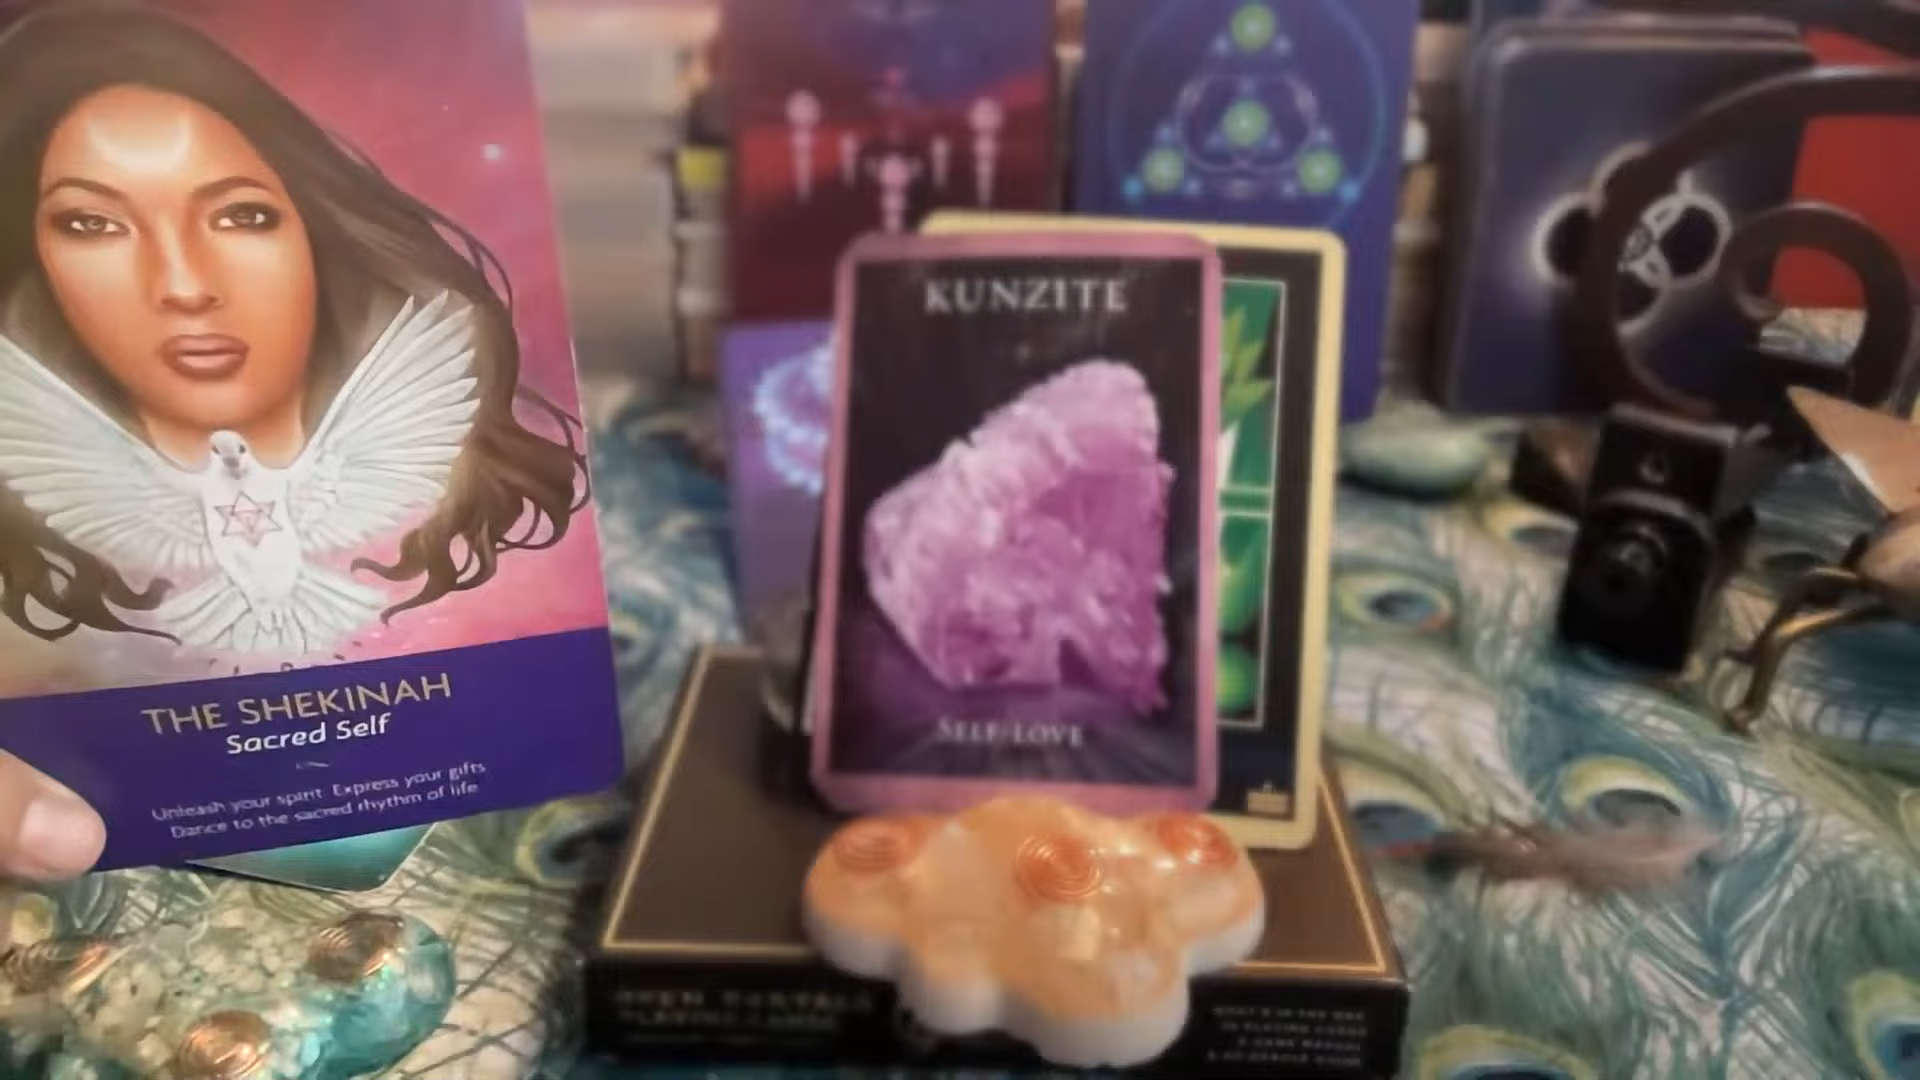 THE SHEKINAH
Sacred Self
Unleash your spirit Express your gifts
Dance to the sacred rhythm of life
KUNZITE
SELF-LOVE